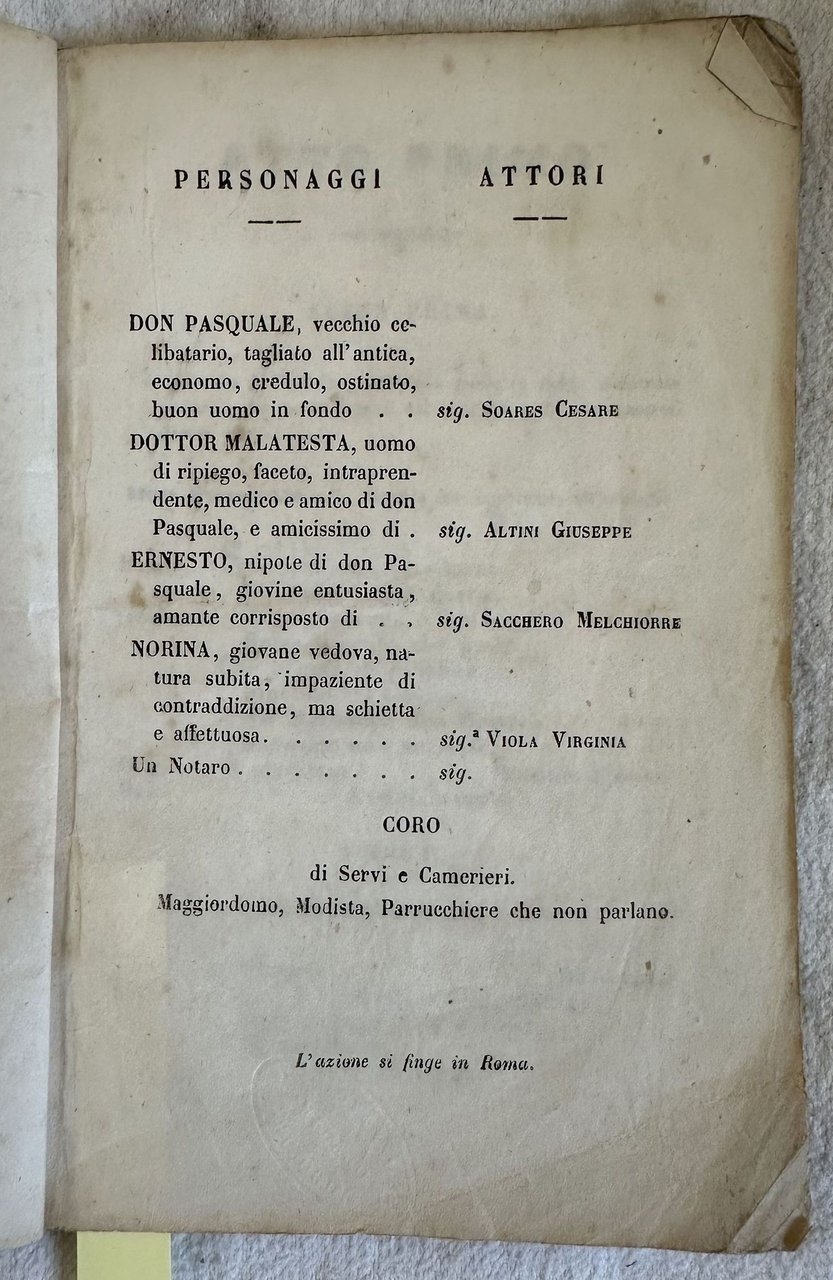 PERSONAGGI ATTORI
DON PASQUALE, vecchio ce-
libatario, tagliato all'antica,
economo, credulo, ostinato,
buon uomo in fondo . . sig. SOARES CESARE
DOTTOR MALATESTA, uomo
di ripiego, faceto, intrapren-
dente, medico e amico di don
Pasquale, e amicissimo di . sig. ALTINI GIUSEPPE
ERNESTO, nipote di don Pa-
squale, giovine entusiasta,
amante corrisposto di . . sig. SACCHERO MELCHIORRE
NORINA, giovane vedova, na-
tura subita, impaziente di
contraddizione, ma schietta
e affettuosa. . . . . . sig.ª VIOLA VIRGINIA
Un Notaro . . . . . . . sig.
CORO
di Servi e Camerieri.
Maggiordomo, Modista, Parrucchiere che non parlano.
L'azione si finge in Roma.